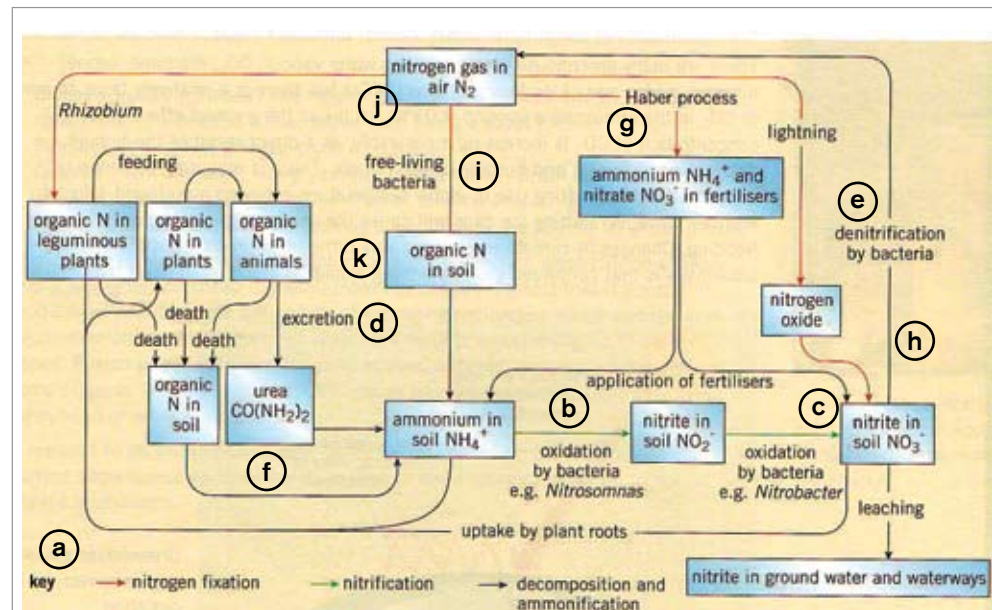 nitrogen gas in
air N₂
j
Rhizobium
Haber process
g
lightning
feeding
free-living
bacteria
i
ammonium NH₄⁺ and
nitrate NO₃⁻ in fertilisers
e
denitrification
by bacteria
organic N in
leguminous
plants
organic
N in
plants
organic
N in
animals
k
organic N
in soil
nitrogen
oxide
h
death
excretion
d
death
death
organic
N in
soil
urea
CO(NH₂)₂
application of fertilisers
ammonium in
soil NH₄⁺
b
nitrite in
soil NO₂⁻
c
nitrite in
soil NO₃⁻
f
oxidation
by bacteria
e.g. Nitrosomnas
oxidation
by bacteria
e.g. Nitrobacter
leaching
uptake by plant roots
a
key
nitrogen fixation
nitrification
decomposition and
ammonification
nitrite in ground water and waterways